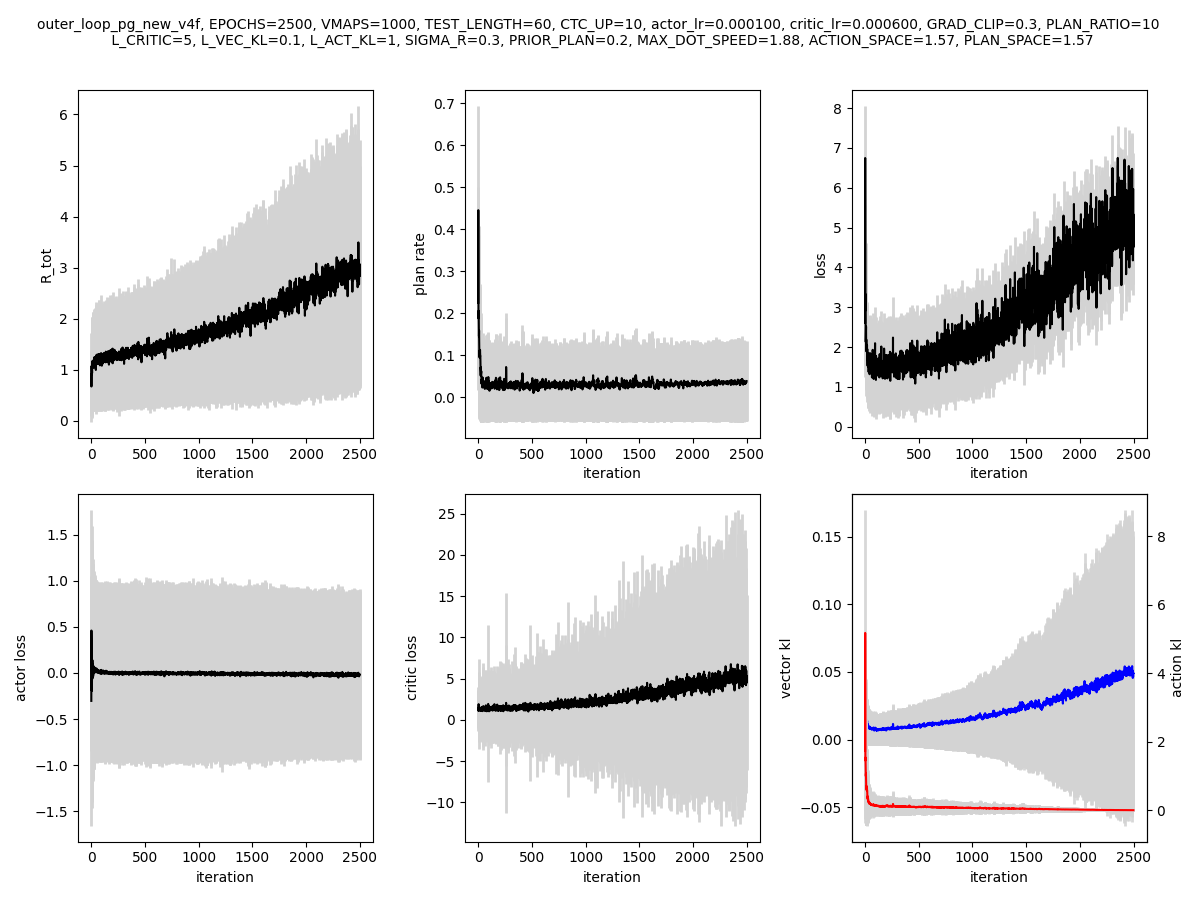 outer_loop_pg_new_v4f, EPOCHS=2500, VMAPS=1000, TEST_LENGTH=60, CTC_UP=10, actor_lr=0.000100, critic_lr=0.000600, GRAD_CLIP=0.3, PLAN_RATIO=10
L_CRITIC=5, L_VEC_KL=0.1, L_ACT_KL=1, SIGMA_R=0.3, PRIOR_PLAN=0.2, MAX_DOT_SPEED=1.88, ACTION_SPACE=1.57, PLAN_SPACE=1.57
R_tot
6
5
4
3
2
1
0
0 500 1000 1500 2000 2500
iteration
plan rate
0.7
0.6
0.5
0.4
0.3
0.2
0.1
0.0
0 500 1000 1500 2000 2500
iteration
loss
8
7
6
5
4
3
2
1
0
0 500 1000 1500 2000 2500
iteration
actor loss
1.5
1.0
0.5
0.0
−0.5
−1.0
−1.5
0 500 1000 1500 2000 2500
iteration
critic loss
25
20
15
10
5
0
−5
−10
0 500 1000 1500 2000 2500
iteration
vector kl
0.15
0.10
0.05
0.00
−0.05
0 500 1000 1500 2000 2500
iteration
8
6
4
2
0
action kl